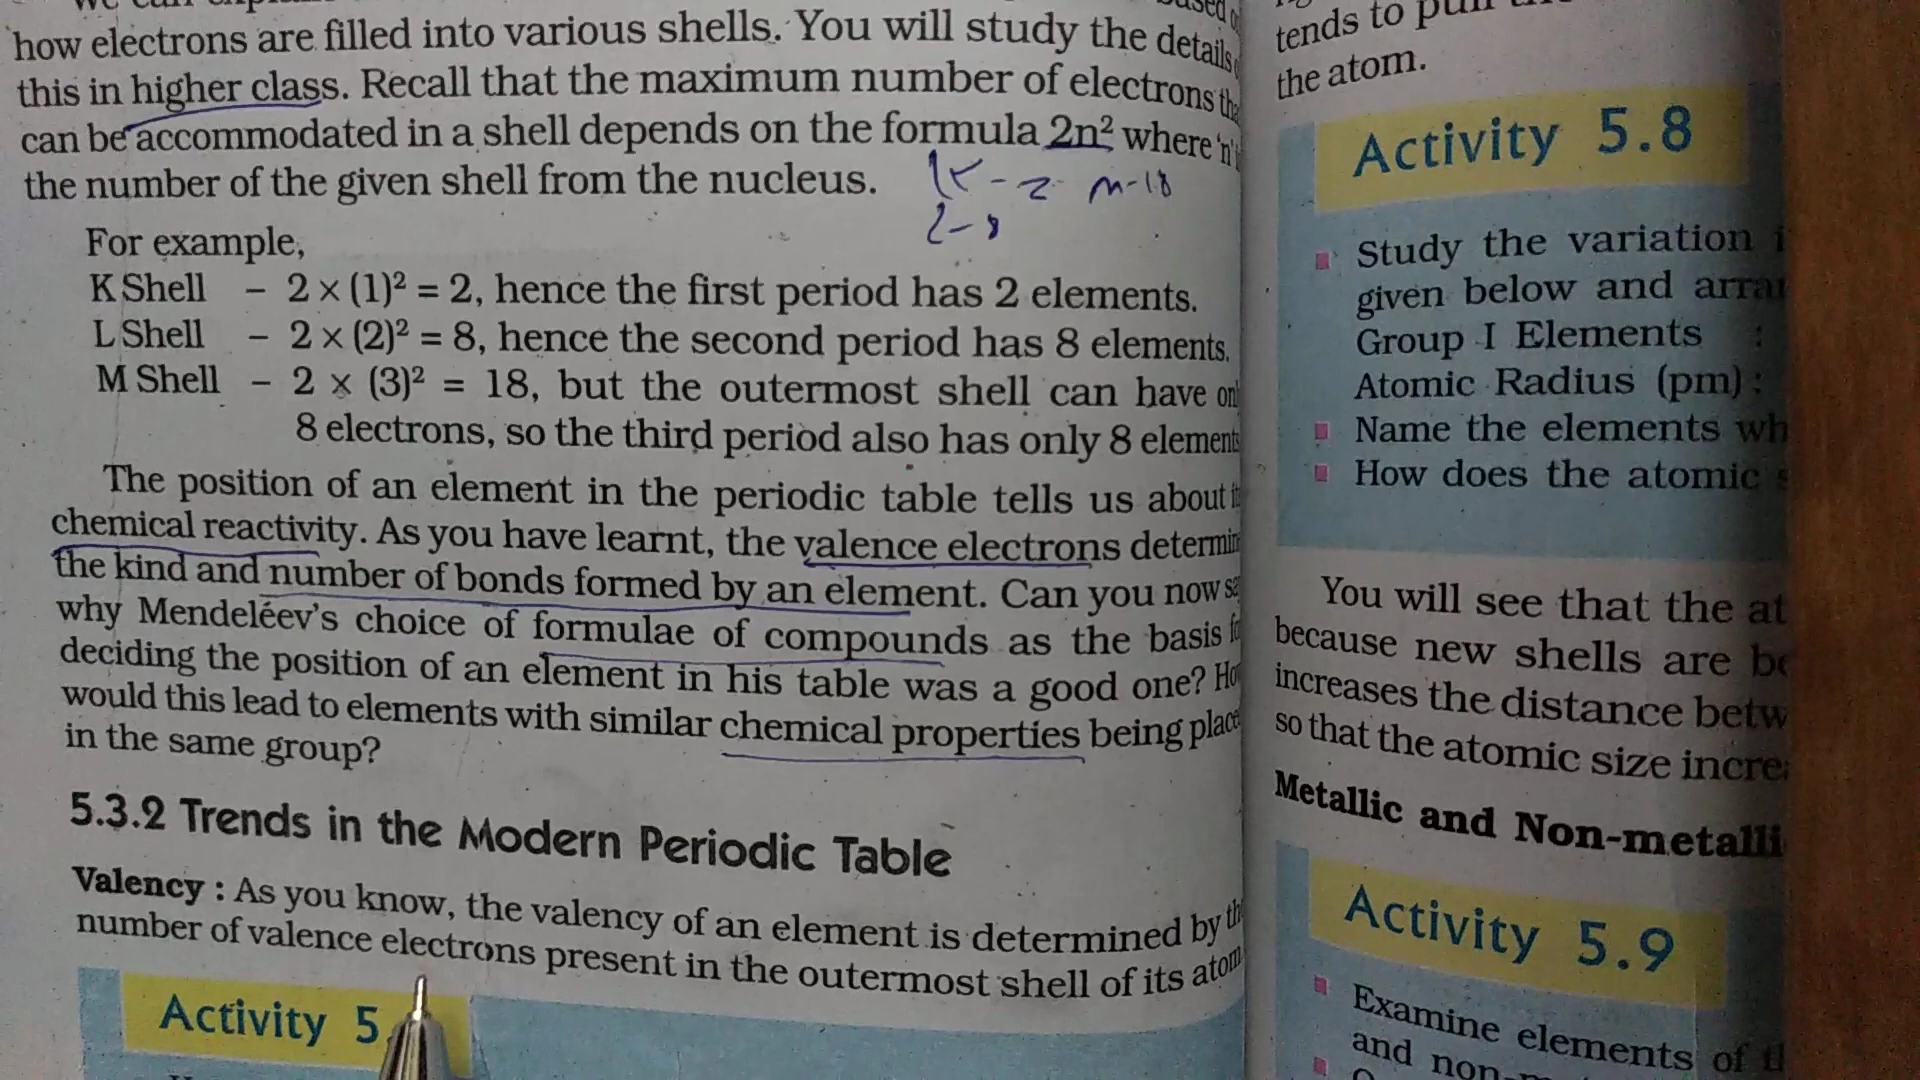 how electrons are filled into various shells. You will study the details
this in higher class. Recall that the maximum number of electrons
can be accommodated in a shell depends on the formula 2n² where 'n'
the number of the given shell from the nucleus.
K - 2 M-18
L-8
For example,
K Shell - 2 × (1)² = 2, hence the first period has 2 elements.
L Shell - 2 × (2)² = 8, hence the second period has 8 elements.
M Shell - 2 × (3)² = 18, but the outermost shell can have
8 electrons, so the third period also has only 8 element
The position of an element in the periodic table tells us about
chemical reactivity. As you have learnt, the valence electrons determin
the kind and number of bonds formed by an element. Can you now
why Mendeléev's choice of formulae of compounds as the basis
deciding the position of an element in his table was a good one?
would this lead to elements with similar chemical properties being place
in the same group?
5.3.2 Trends in the Modern Periodic Table
Valency : As you know, the valency of an element is determined by
number of valence electrons present in the outermost shell of its atom
Activity 5
tends to
the atom.
Activity 5.8
Study the variation
given below and
Group I Elements :
Atomic Radius (pm) :
Name the elements
How does the atomic
You will see that the
because new shells are
increases the distance
so that the atomic size
Metallic and
Activity 5.9
Examine elements of
and